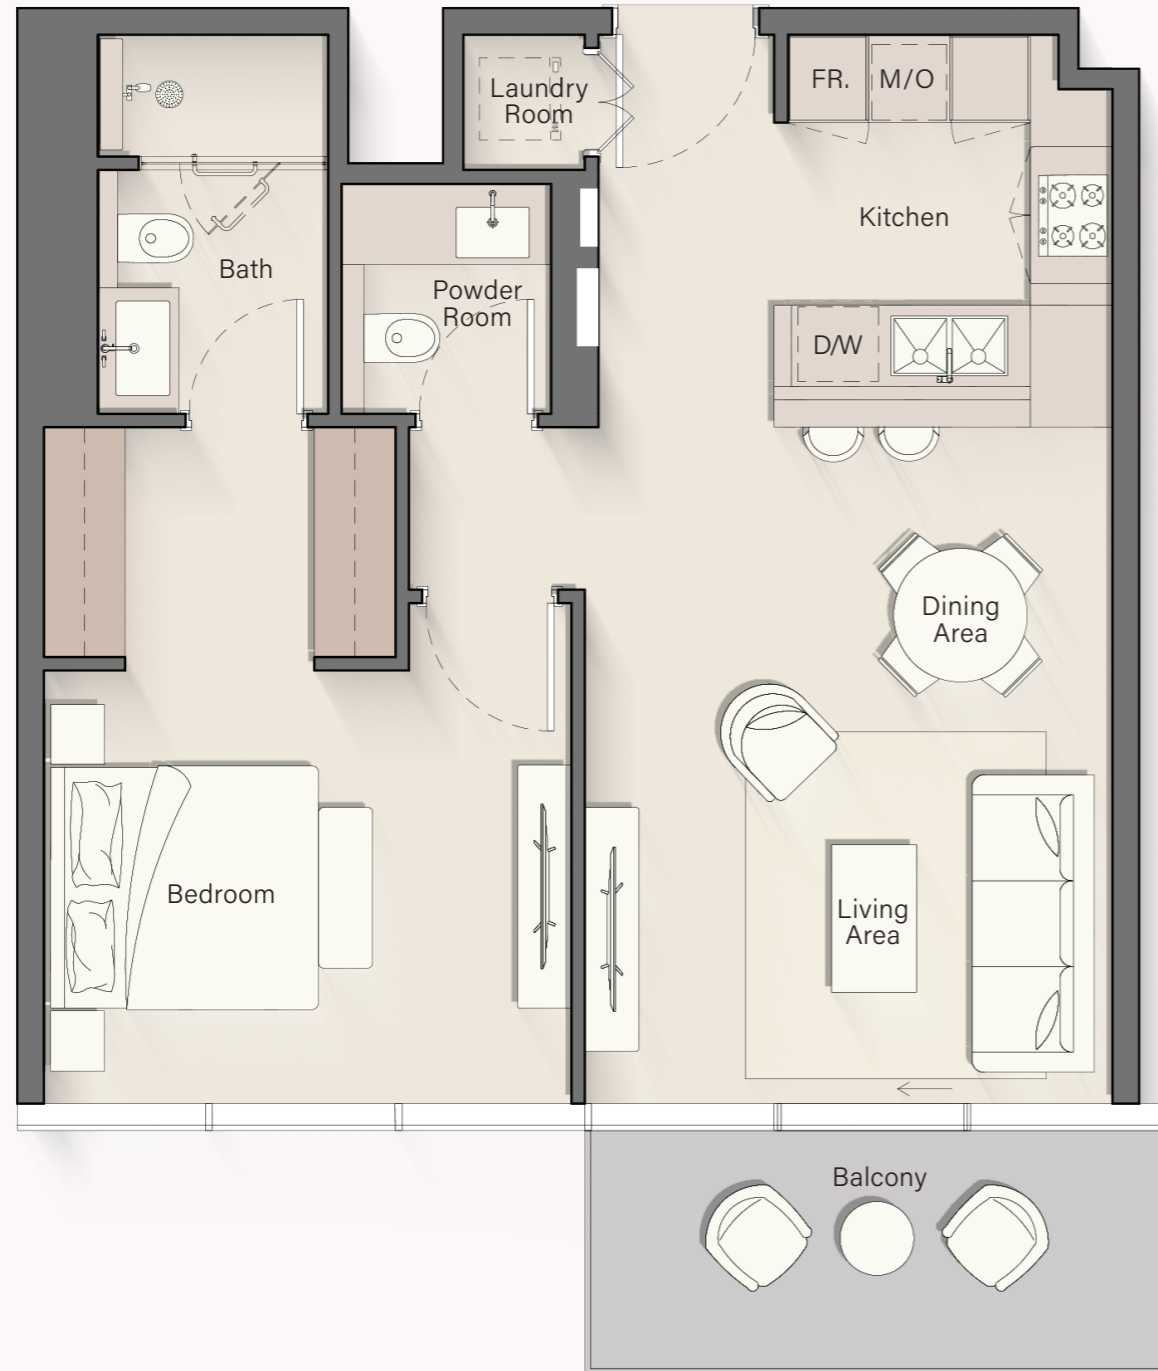 Laundry
Room
FR.
M/O
Kitchen
Bath
Powder
Room
D/W
Dining
Area
Bedroom
Living
Area
Balcony